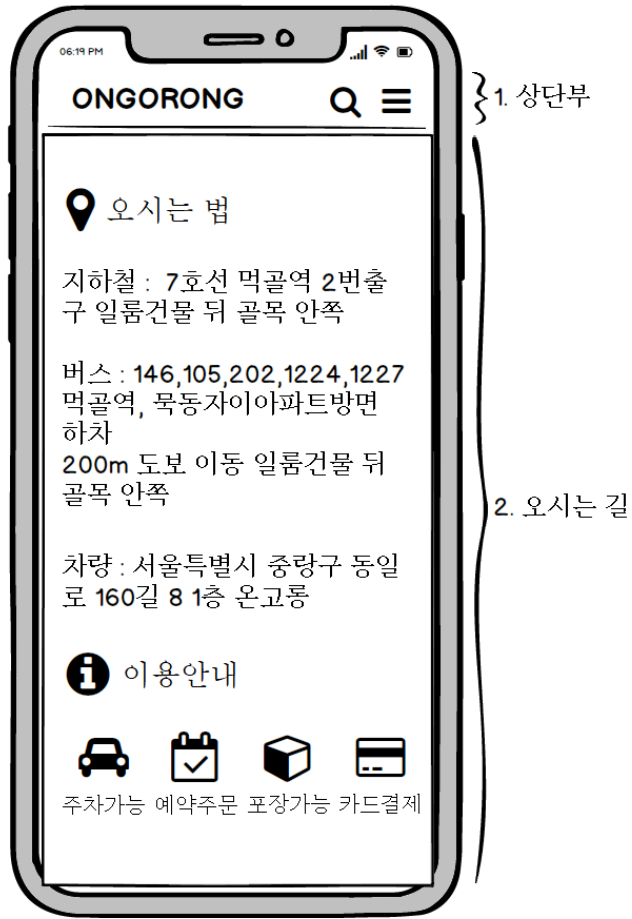 06:19 PM
ONGORONG
1. 상단부
오시는 법
지하철 : 7호선 먹골역 2번출
구 일룸건물 뒤 골목 안쪽
버스 : 146,105,202,1224,1227
먹골역, 묵동자이아파트방면
하차
200m 도보 이동 일룸건물 뒤
골목 안쪽
2. 오시는 길
차량 : 서울특별시 중랑구 동일
로 160길 8 1층 온고롱
이용안내
주차가능 예약주문 포장가능 카드결제